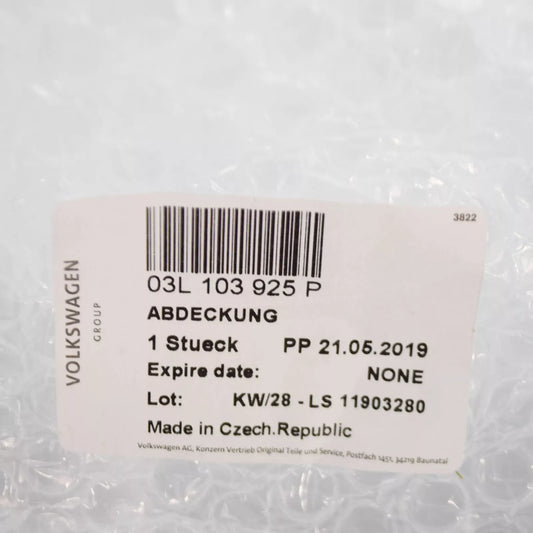 3822
VOLKSWAGEN
GROUP
03L 103 925 P
ABDECKUNG
1 Stueck PP 21.05.2019
Expire date: NONE
Lot: KW/28 - LS 11903280
Made in Czech.Republic
Volkswagen AG, Konzern Vertrieb Original Teile und Service, Postfach 1451, 34219 Baunatal